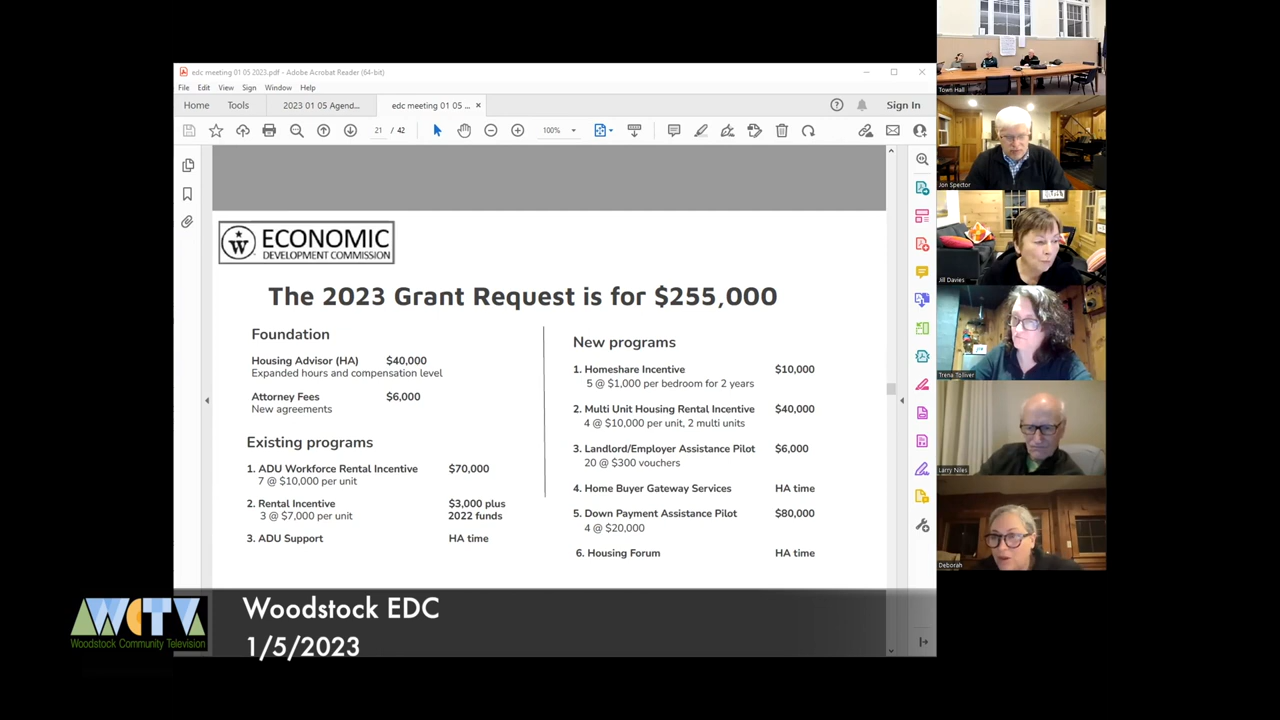 edc meeting 01 05 2023.pdf - Adobe Acrobat Reader (64-bit)
File Edit View Sign Window Help
Home Tools 2023 01 05 Agend... edc meeting 01 05 ... × Sign In
21 / 42 100%
W ECONOMIC
DEVELOPMENT COMMISSION
The 2023 Grant Request is for $255,000
Foundation
Housing Advisor (HA) $40,000
Expanded hours and compensation level
Attorney Fees $6,000
New agreements
Existing programs
1. ADU Workforce Rental Incentive $70,000
7 @ $10,000 per unit
2. Rental Incentive $3,000 plus
3 @ $7,000 per unit 2022 funds
3. ADU Support HA time
New programs
1. Homeshare Incentive $10,000
5 @ $1,000 per bedroom for 2 years
2. Multi Unit Housing Rental Incentive $40,000
4 @ $10,000 per unit, 2 multi units
3. Landlord/Employer Assistance Pilot $6,000
20 @ $300 vouchers
4. Home Buyer Gateway Services HA time
5. Down Payment Assistance Pilot $80,000
4 @ $20,000
6. Housing Forum HA time
Town Hall
Jon Spector
Jill Davies
Trena Tolliver
Larry Niles
Deborah
WCTV
Woodstock Community Television
Woodstock EDC
1/5/2023